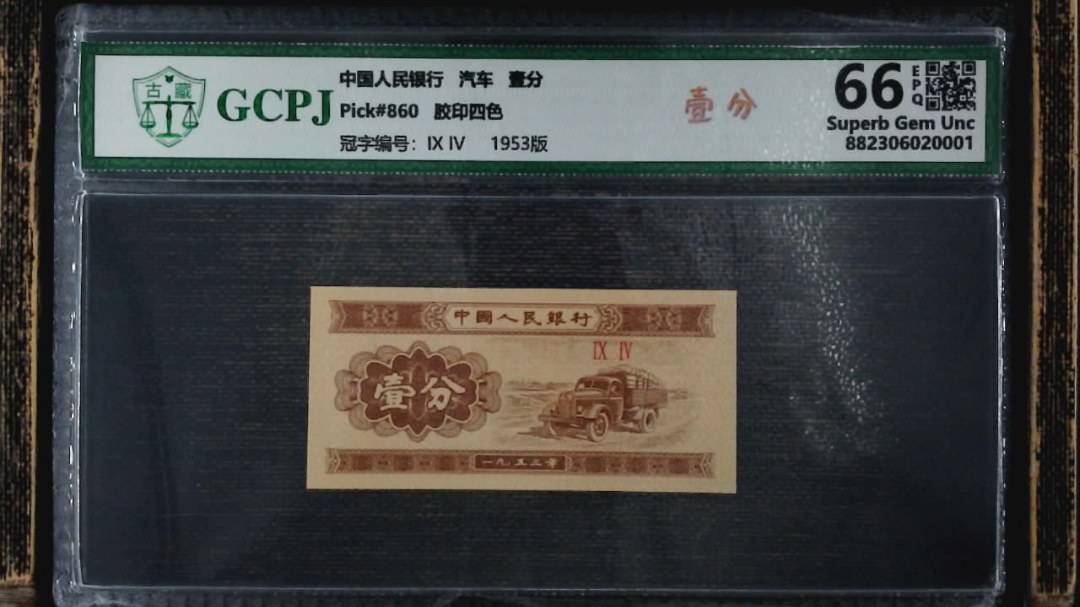 古藏
GCPJ
中国人民银行 汽车 壹分
Pick#860 胶印四色
冠字编号: IX IV 1953版
壹分
66 EPQ
Superb Gem Unc
882306020001
中國人民銀行
IX IV
壹分
一九五三年